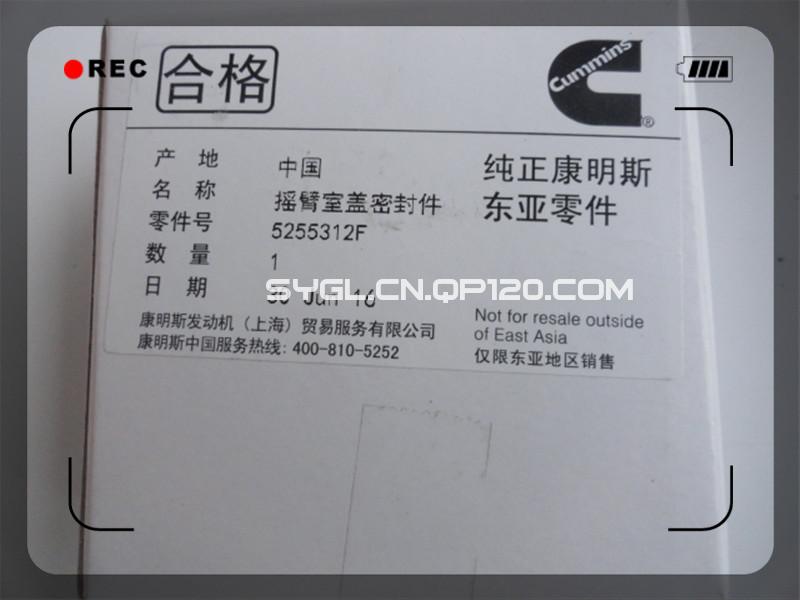 REC
合格
Cummins
®
产地 中国
名称 摇臂室盖密封件
零件号 5255312F
数量 1
日期 30 Jun 16
纯正康明斯
东亚零件
SYGL.CN.QP120.COM
康明斯发动机（上海）贸易服务有限公司
康明斯中国服务热线：400-810-5252
Not for resale outside
of East Asia
仅限东亚地区销售